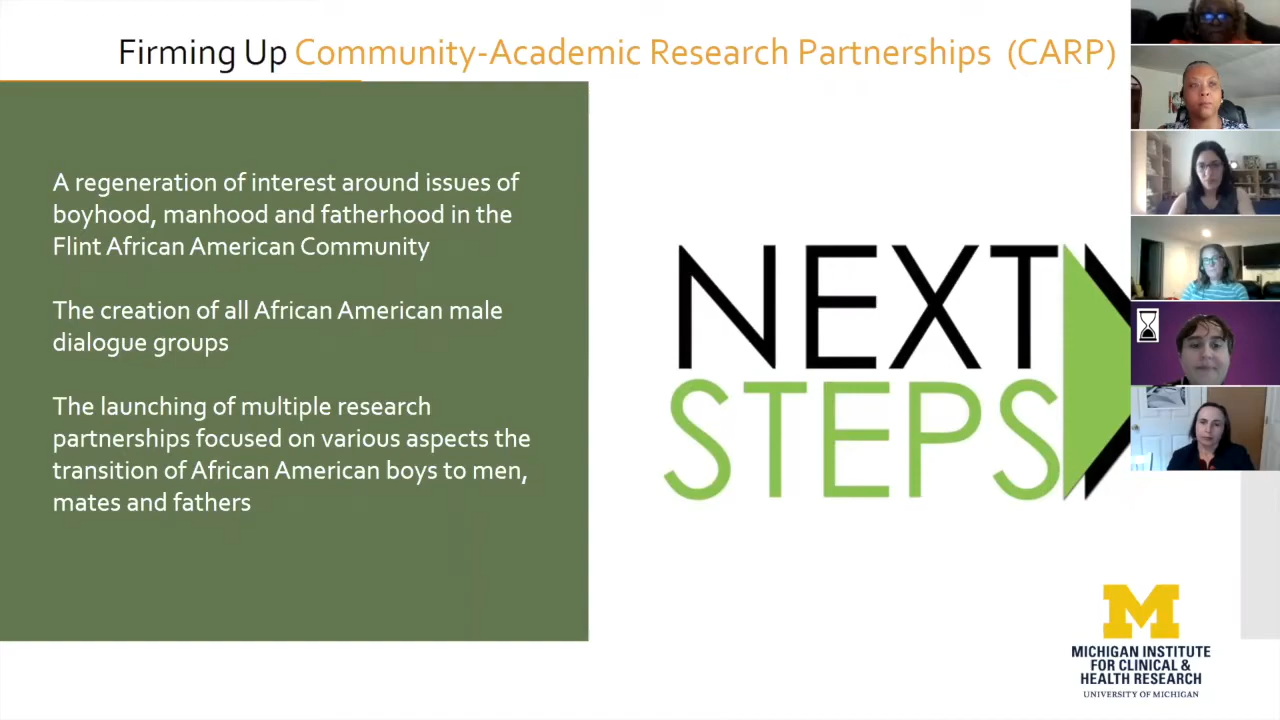 Firming Up Community-Academic Research Partnerships (CARP)
A regeneration of interest around issues of
boyhood, manhood and fatherhood in the
Flint African American Community
The creation of all African American male
dialogue groups
The launching of multiple research
partnerships focused on various aspects the
transition of African American boys to men,
mates and fathers
NEXT
STEPS
M
MICHIGAN INSTITUTE
FOR CLINICAL &
HEALTH RESEARCH
UNIVERSITY OF MICHIGAN